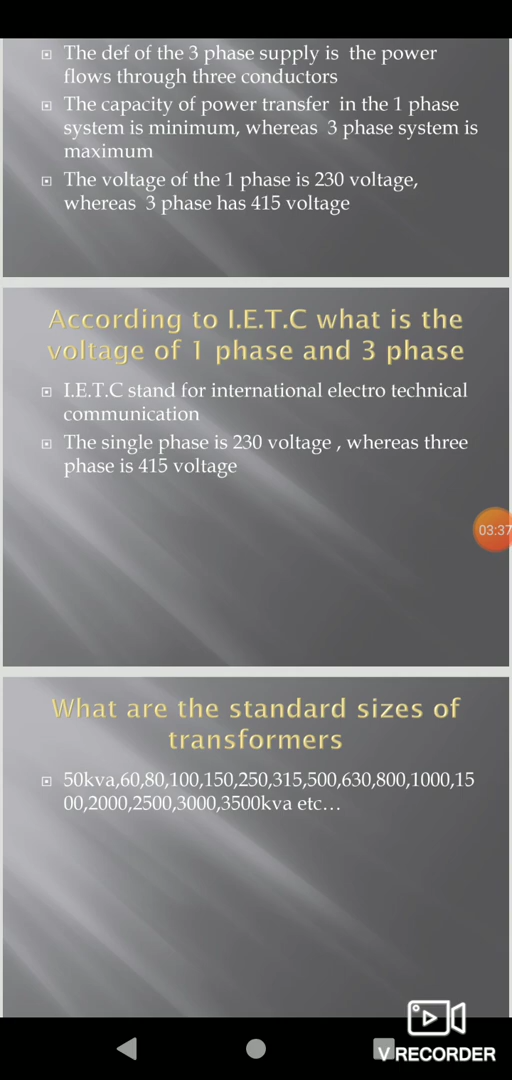 The def of the 3 phase supply is the power
flows through three conductors
The capacity of power transfer in the 1 phase
system is minimum, whereas 3 phase system is
maximum
The voltage of the 1 phase is 230 voltage,
whereas 3 phase has 415 voltage
According to I.E.T.C what is the
voltage of 1 phase and 3 phase
I.E.T.C stand for international electro technical
communication
The single phase is 230 voltage , whereas three
phase is 415 voltage
03:37
What are the standard sizes of
transformers
50kva,60,80,100,150,250,315,500,630,800,1000,15
00,2000,2500,3000,3500kva etc...
V RECORDER